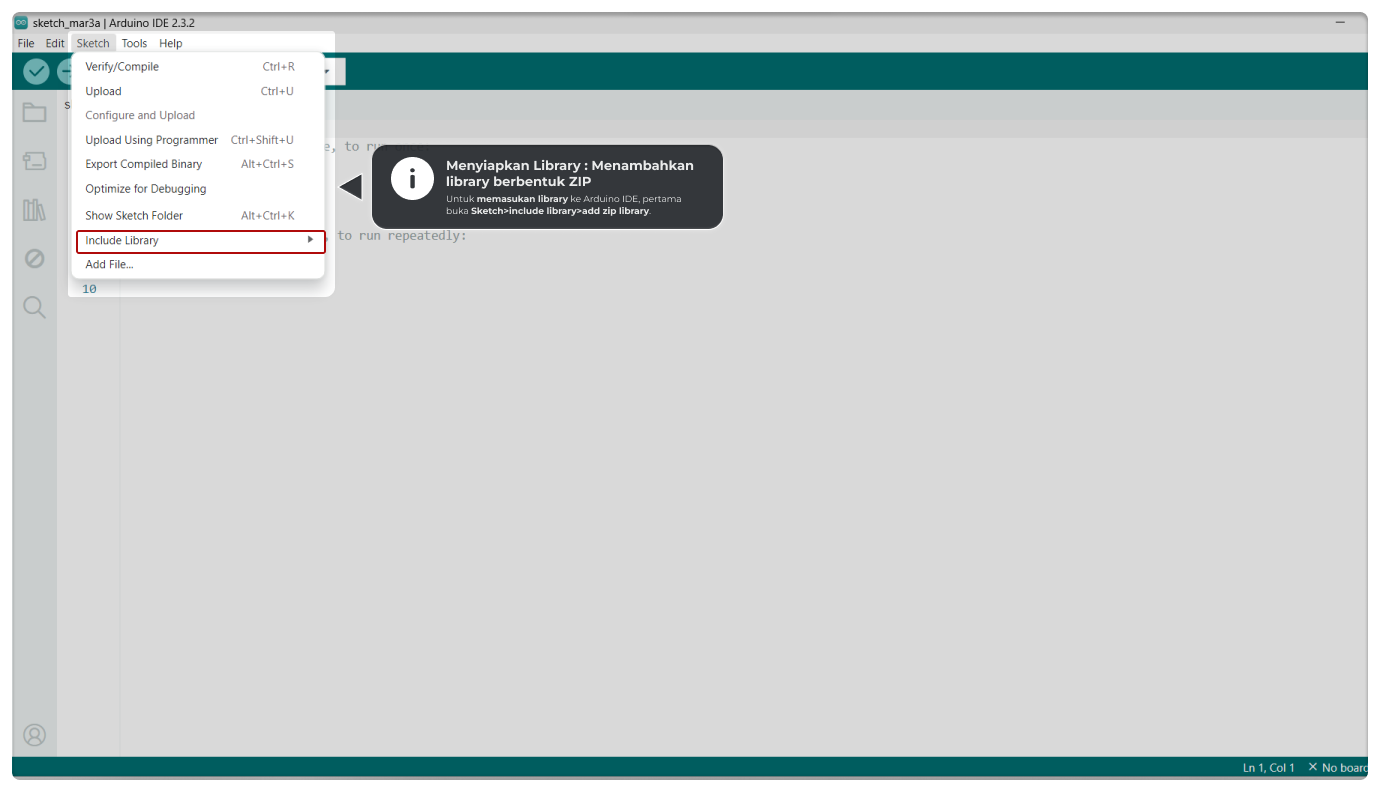 sketch_mar3a | Arduino IDE 2.3.2
File Edit Sketch Tools Help
Verify/Compile Ctrl+R
Upload Ctrl+U
Configure and Upload
Upload Using Programmer Ctrl+Shift+U
Export Compiled Binary Alt+Ctrl+S
Optimize for Debugging
Show Sketch Folder Alt+Ctrl+K
Include Library
Add File...
10
, to run repeatedly:
Menyiapkan Library : Menambahkan
library berbentuk ZIP
Untuk memasukan library ke Arduino IDE, pertama
buka Sketch>include library>add zip library.
Ln 1, Col 1 No board